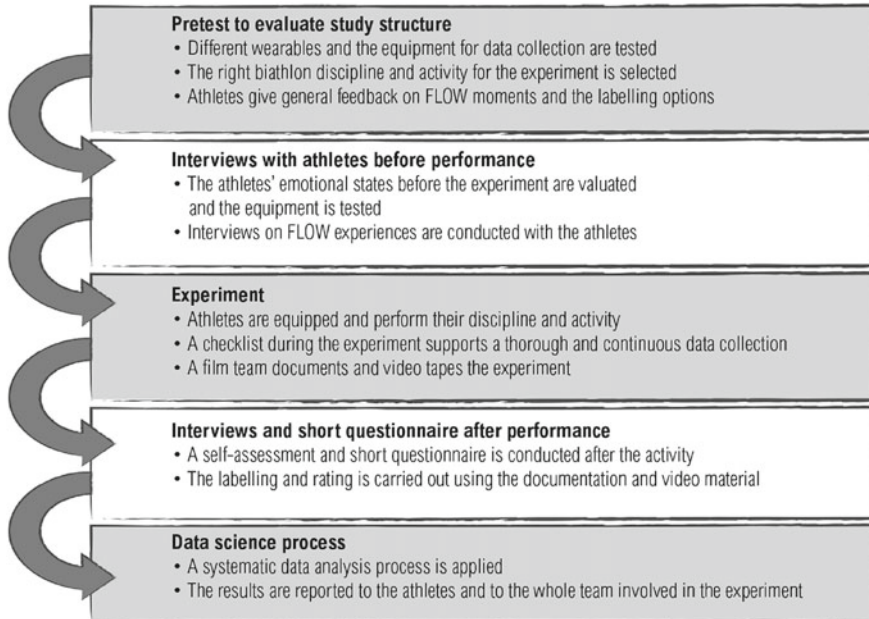 Pretest to evaluate study structure
• Different wearables and the equipment for data collection are tested
• The right biathlon discipline and activity for the experiment is selected
• Athletes give general feedback on FLOW moments and the labelling options
Interviews with athletes before performance
• The athletes' emotional states before the experiment are valuated
and the equipment is tested
• Interviews on FLOW experiences are conducted with the athletes
Experiment
• Athletes are equipped and perform their discipline and activity
• A checklist during the experiment supports a thorough and continuous data collection
• A film team documents and video tapes the experiment
Interviews and short questionnaire after performance
• A self-assessment and short questionnaire is conducted after the activity
• The labelling and rating is carried out using the documentation and video material
Data science process
• A systematic data analysis process is applied
• The results are reported to the athletes and to the whole team involved in the experiment